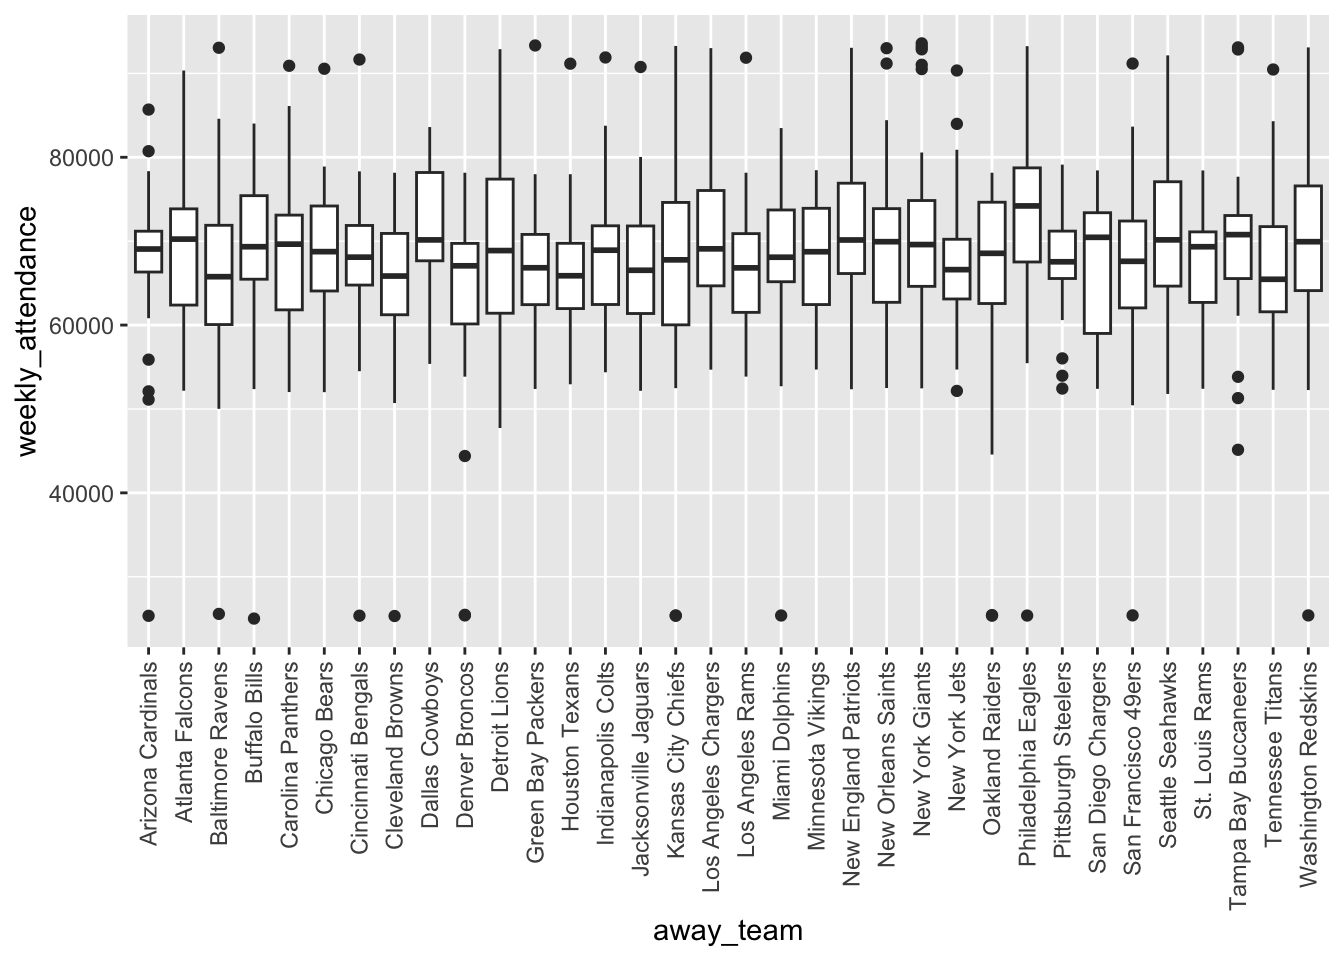 weekly_attendance
80000
60000
40000
Arizona Cardinals
Atlanta Falcons
Baltimore Ravens
Buffalo Bills
Carolina Panthers
Chicago Bears
Cincinnati Bengals
Cleveland Browns
Dallas Cowboys
Denver Broncos
Detroit Lions
Green Bay Packers
Houston Texans
Indianapolis Colts
Jacksonville Jaguars
Kansas City Chiefs
Los Angeles Chargers
Los Angeles Rams
Miami Dolphins
Minnesota Vikings
New England Patriots
New Orleans Saints
New York Giants
New York Jets
Oakland Raiders
Philadelphia Eagles
Pittsburgh Steelers
San Diego Chargers
San Francisco 49ers
Seattle Seahawks
St. Louis Rams
Tampa Bay Buccaneers
Tennessee Titans
Washington Redskins
away_team